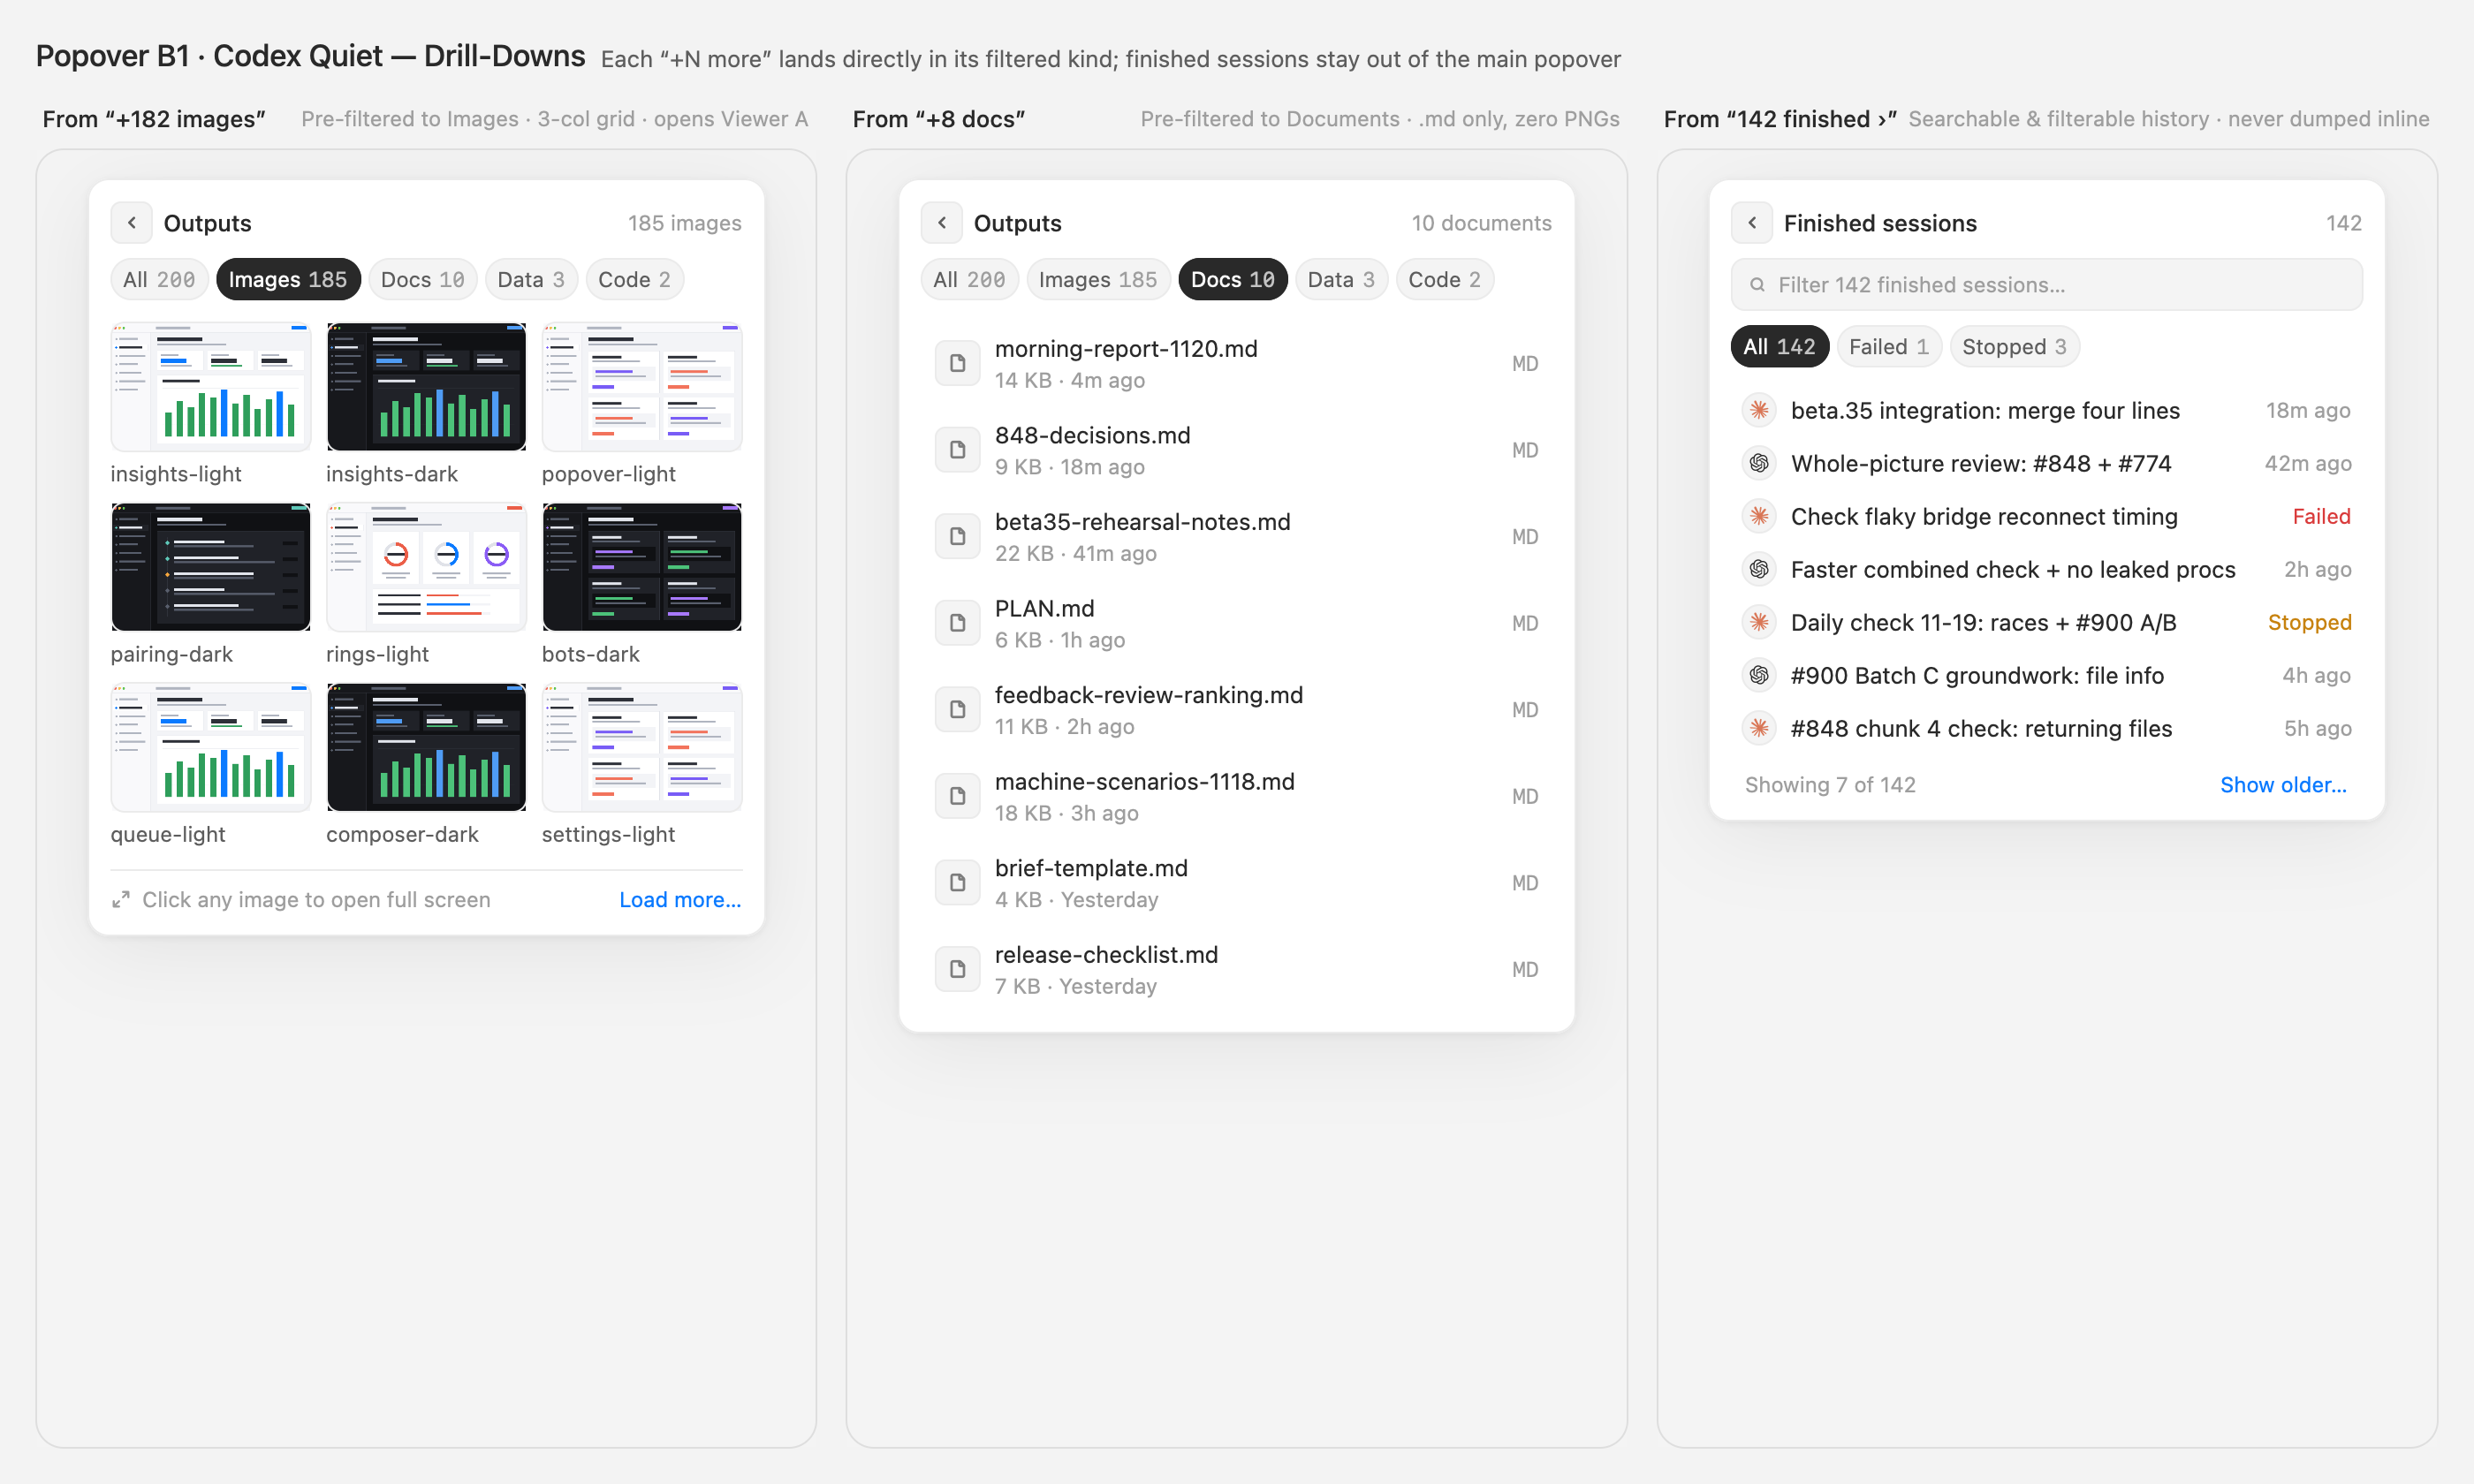 Popover B1 · Codex Quiet — Drill-Downs Each “+N more” lands directly in its filtered kind; finished sessions stay out of the main popover
From “+182 images” Pre-filtered to Images · 3-col grid · opens Viewer A
Outputs 185 images
All 200 Images 185 Docs 10 Data 3 Code 2
insights-light insights-dark popover-light
pairing-dark rings-light bots-dark
queue-light composer-dark settings-light
Click any image to open full screen Load more...
From “+8 docs” Pre-filtered to Documents · .md only, zero PNGs
Outputs 10 documents
All 200 Images 185 Docs 10 Data 3 Code 2
morning-report-1120.md MD
14 KB · 4m ago
848-decisions.md MD
9 KB · 18m ago
beta35-rehearsal-notes.md MD
22 KB · 41m ago
PLAN.md MD
6 KB · 1h ago
feedback-review-ranking.md MD
11 KB · 2h ago
machine-scenarios-1118.md MD
18 KB · 3h ago
brief-template.md MD
4 KB · Yesterday
release-checklist.md MD
7 KB · Yesterday
From “142 finished ›” Searchable & filterable history · never dumped inline
Finished sessions 142
Filter 142 finished sessions...
All 142 Failed 1 Stopped 3
beta.35 integration: merge four lines 18m ago
Whole-picture review: #848 + #774 42m ago
Check flaky bridge reconnect timing Failed
Faster combined check + no leaked procs 2h ago
Daily check 11-19: races + #900 A/B Stopped
#900 Batch C groundwork: file info 4h ago
#848 chunk 4 check: returning files 5h ago
Showing 7 of 142 Show older...